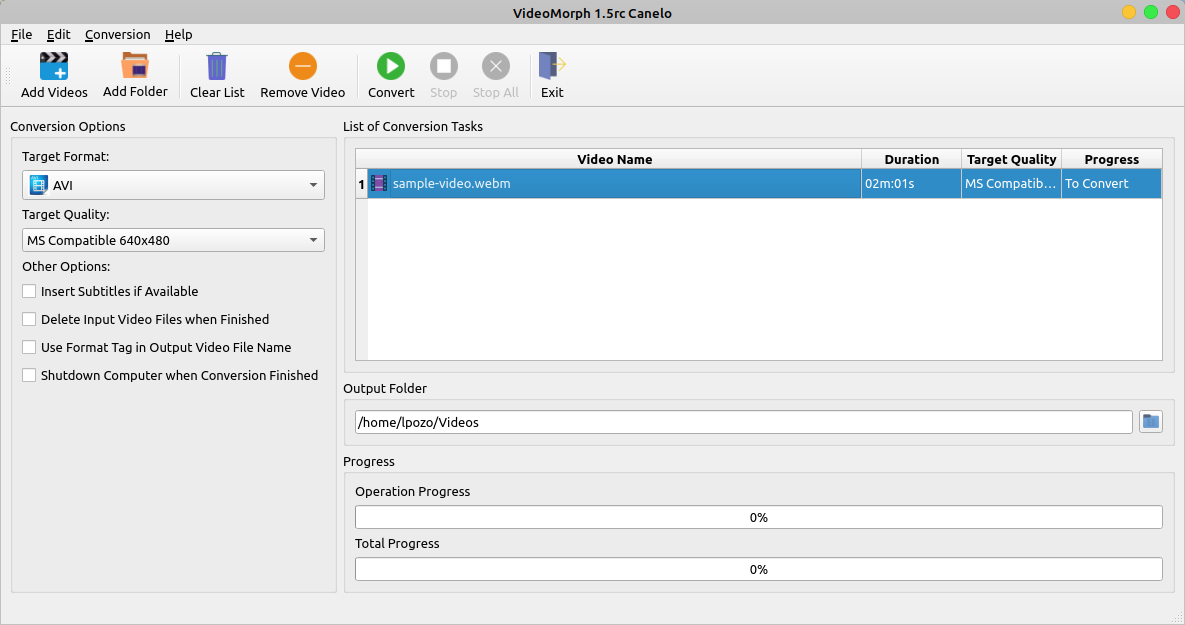 VideoMorph 1.5rc Canelo
File Edit Conversion Help
Add Videos Add Folder Clear List Remove Video Convert Stop Stop All Exit
Conversion Options
Target Format:
AVI
Target Quality:
MS Compatible 640x480
Other Options:
Insert Subtitles if Available
Delete Input Video Files when Finished
Use Format Tag in Output Video File Name
Shutdown Computer when Conversion Finished
List of Conversion Tasks
Video Name Duration Target Quality Progress
1 sample-video.webm 02m:01s MS Compatib... To Convert
Output Folder
/home/lpozo/Videos
Progress
Operation Progress
0%
Total Progress
0%